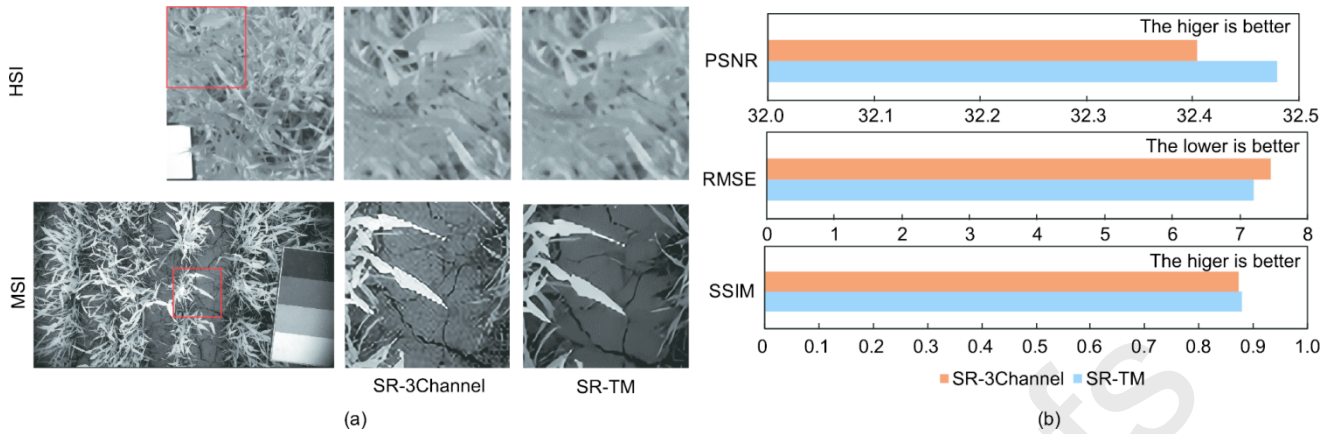 HSI
MSI
SR-3Channel
SR-TM
(a)
PSNR
The higer is better
32.0 32.1 32.2 32.3 32.4 32.5
RMSE
The lower is better
0 1 2 3 4 5 6 7 8
SSIM
The higer is better
0 0.1 0.2 0.3 0.4 0.5 0.6 0.7 0.8 0.9 1.0
SR-3Channel SR-TM
(b)
fs